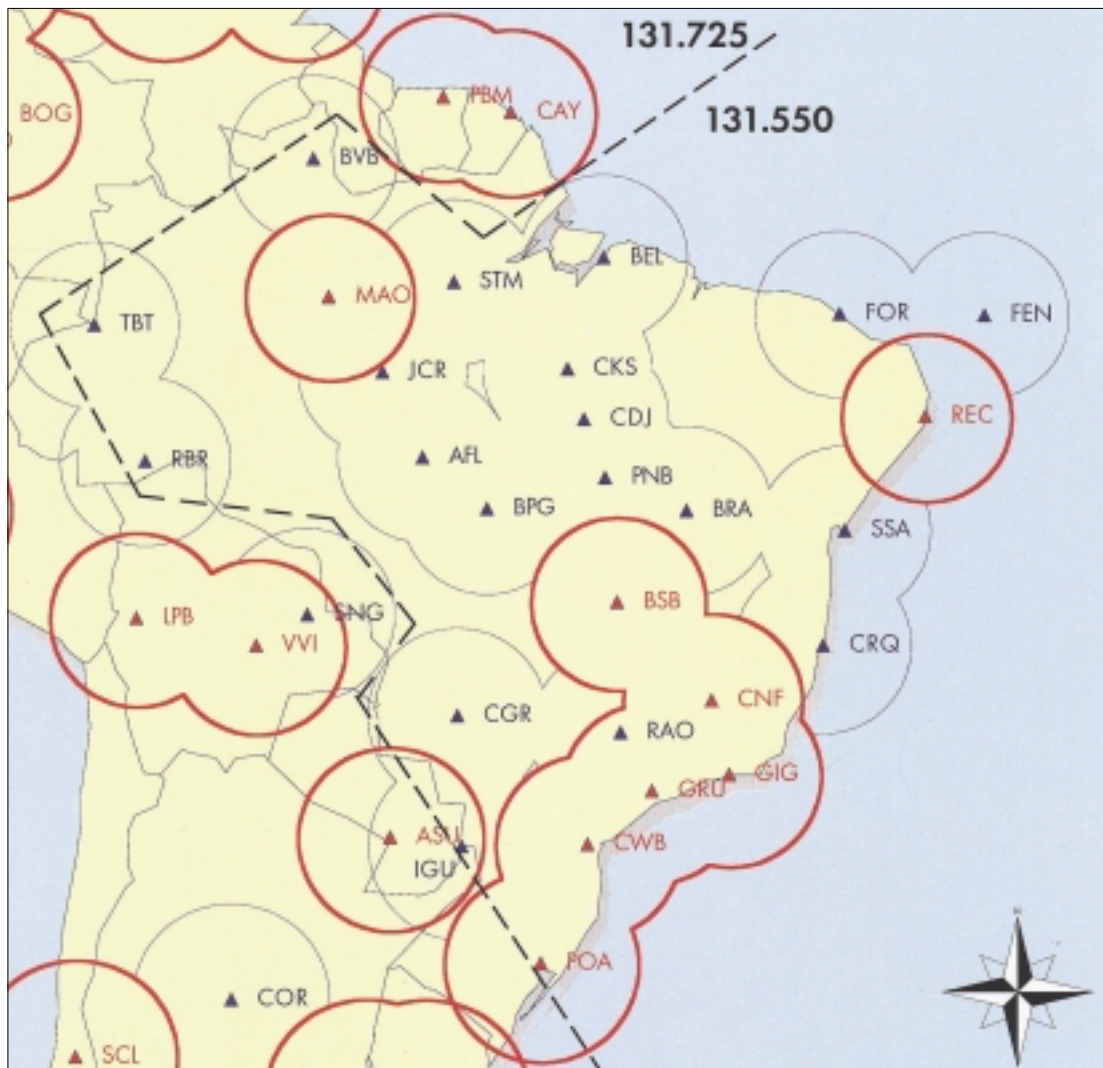 131.725
BOG
PBM
CAY
131.550
BVB
BEL
STM
MAO
TBT
FOR
FEN
JCR
CKS
REC
CDJ
RBR
AFL
PNB
BPG
BRA
SSA
BSB
LPB
SNG
VVI
CRQ
CNF
CGR
RAO
GIG
GRU
ASU
CWB
IGU
POA
COR
SCL